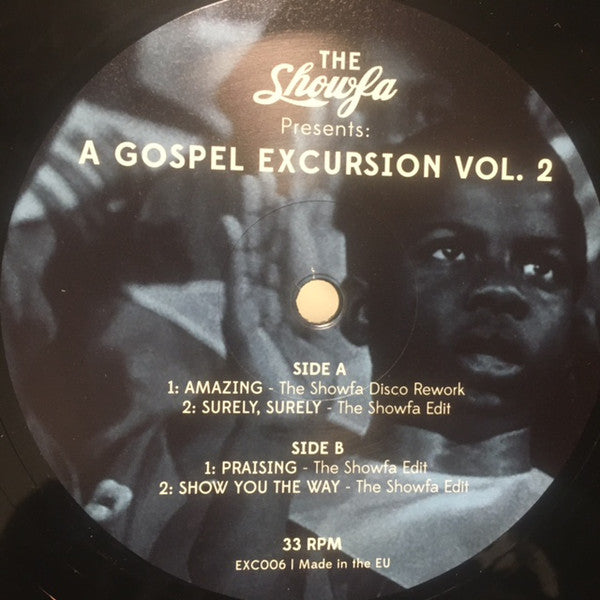 THE
Showfa
Presents:
A GOSPEL EXCURSION VOL. 2
SIDE A
1: AMAZING - The Showfa Disco Rework
2: SURELY, SURELY - The Showfa Edit
SIDE B
1: PRAISING - The Showfa Edit
2: SHOW YOU THE WAY - The Showfa Edit
33 RPM
EXC006 | Made in the EU